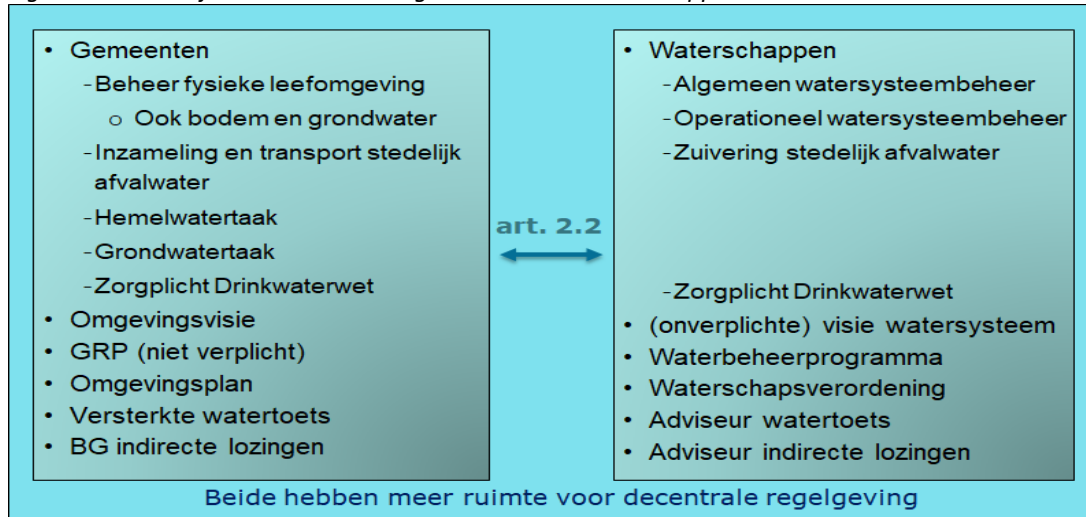 • Gemeenten
-Beheer fysieke leefomgeving
o Ook bodem en grondwater
-Inzameling en transport stedelijk
afvalwater
-Hemelwatertaak
-Grondwatertaak
-Zorgplicht Drinkwaterwet
• Omgevingsvisie
• GRP (niet verplicht)
• Omgevingsplan
• Versterkte watertoets
• BG indirecte lozingen
art. 2.2
• Waterschappen
-Algemeen watersysteembeheer
-Operationeel watersysteembeheer
-Zuivering stedelijk afvalwater
-Zorgplicht Drinkwaterwet
• (onverplichte) visie watersysteem
• Waterbeheerprogramma
• Waterschapsverordening
• Adviseur watertoets
• Adviseur indirecte lozingen
Beide hebben meer ruimte voor decentrale regelgeving